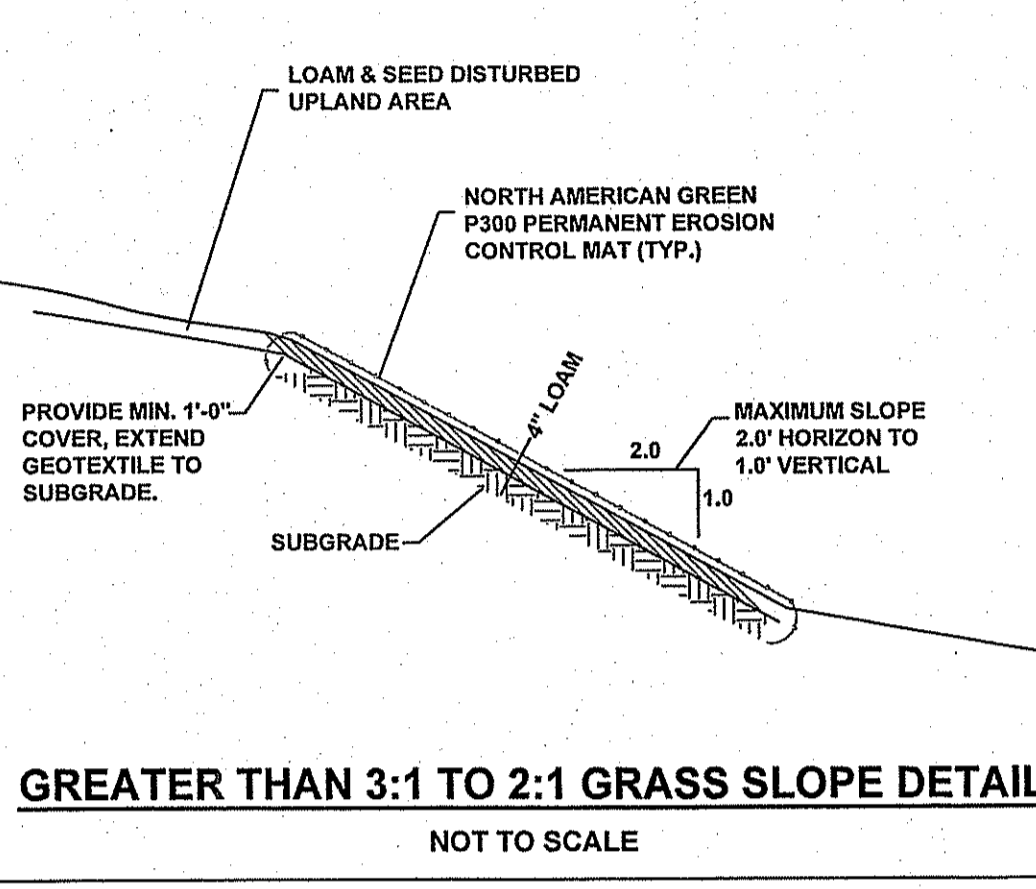 LOAM & SEED DISTURBED
UPLAND AREA
NORTH AMERICAN GREEN
P300 PERMANENT EROSION
CONTROL MAT (TYP.)
4" LOAM
PROVIDE MIN. 1'-0"
COVER, EXTEND
GEOTEXTILE TO
SUBGRADE.
MAXIMUM SLOPE
2.0' HORIZON TO
1.0' VERTICAL
2.0
1.0
SUBGRADE
GREATER THAN 3:1 TO 2:1 GRASS SLOPE DETAIL
NOT TO SCALE